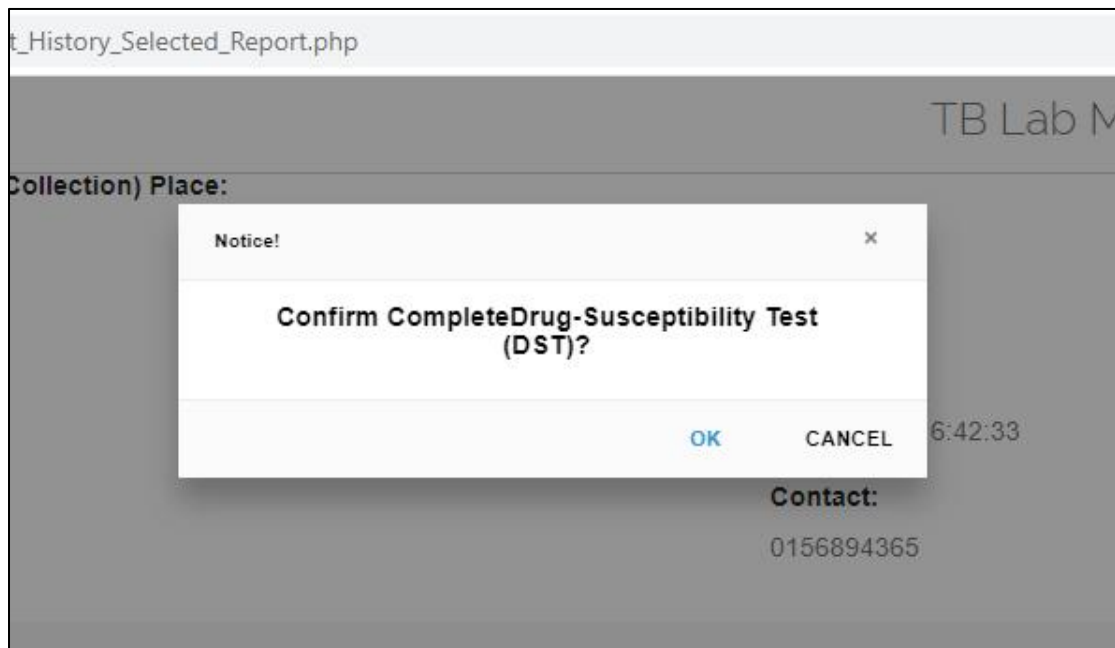 t_History_Selected_Report.php
TB Lab M
Collection) Place:
Notice!
×
Confirm CompleteDrug-Susceptibility Test
(DST)?
OK CANCEL
6:42:33
Contact:
0156894365